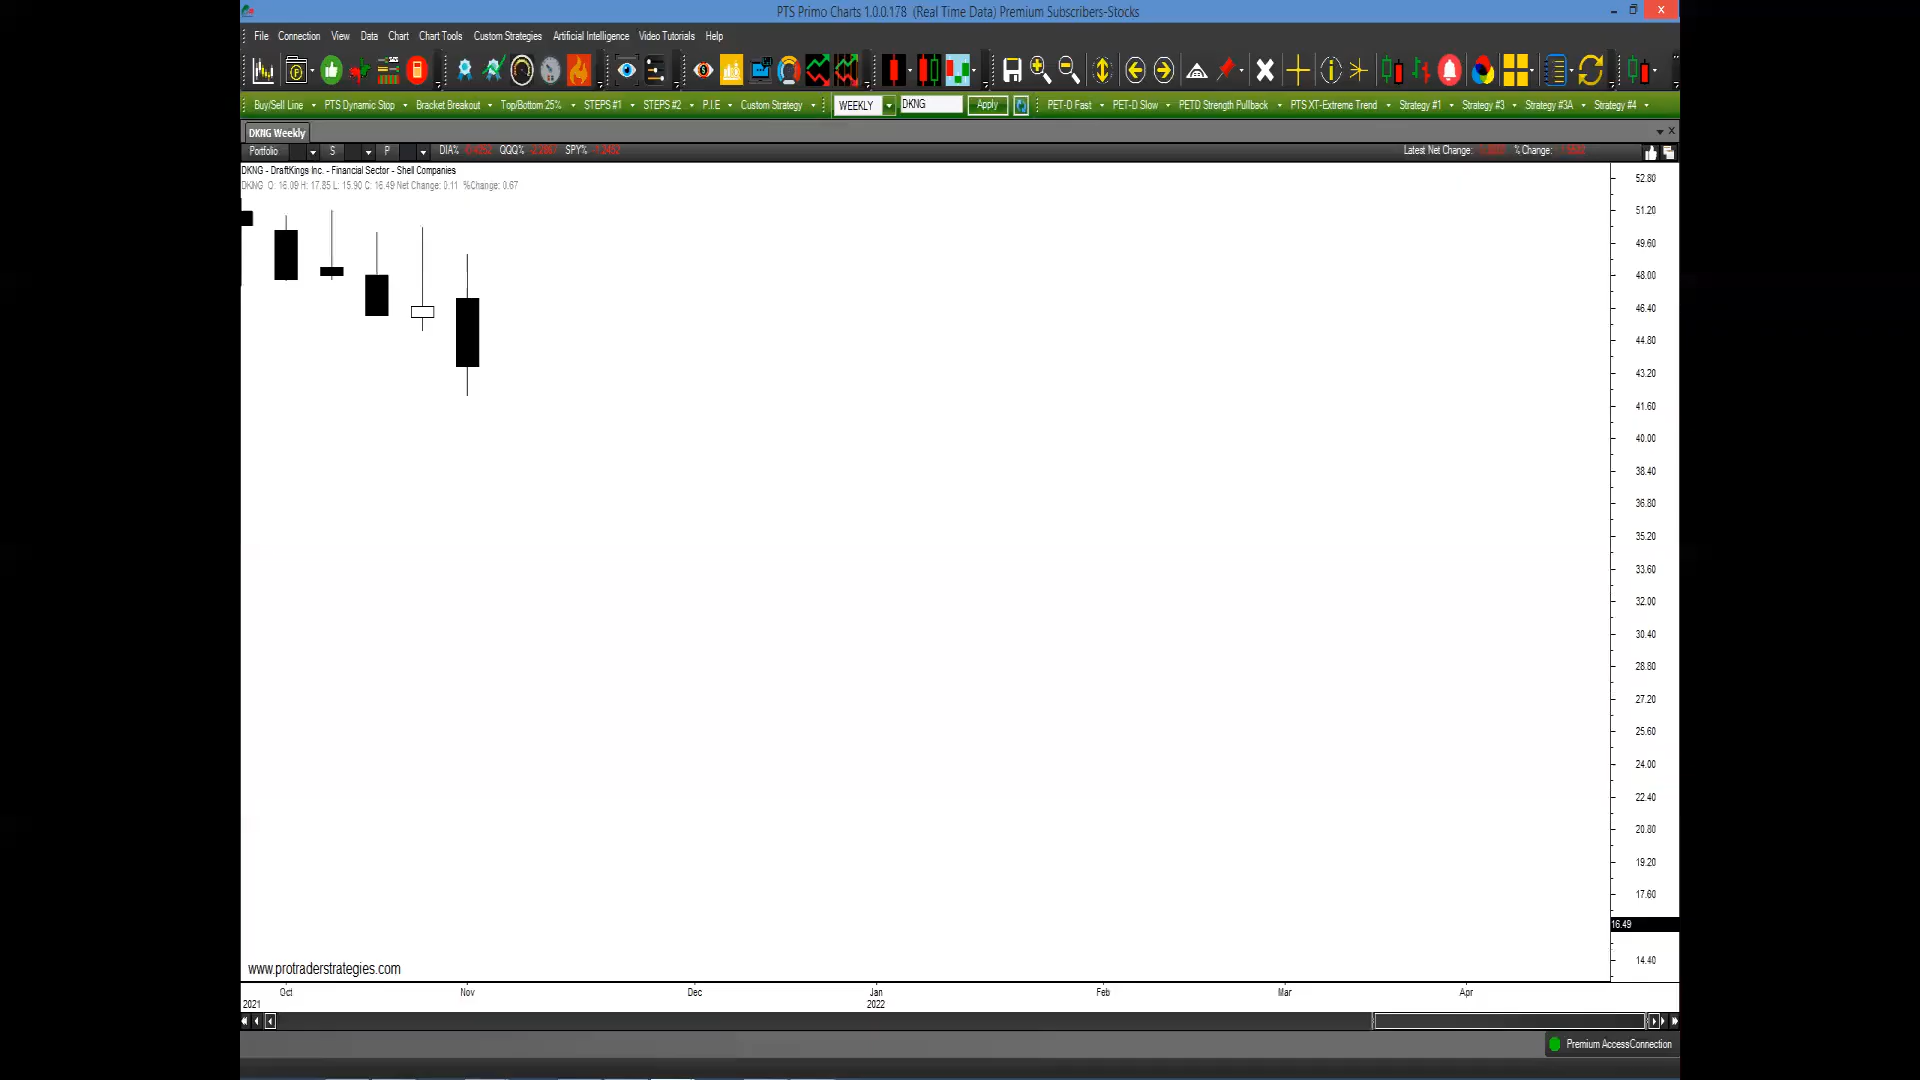 PTS Primo Charts 1.0.0.178 (Real Time Data) Premium Subscribers-Stocks
File Connection View Data Chart Chart Tools Custom Strategies Artificial Intelligence Video Tutorials Help
Buy/Sell Line PTS Dynamic Stop Bracket Breakout Top/Bottom 25% STEPS #1 STEPS #2 P.I.E Custom Strategy WEEKLY DKNG Apply PET-D Fast PET-D Slow PETD Strength Pullback PTS XT-Extreme Trend Strategy #1 Strategy #3 Strategy #3A Strategy #4
DKNG Weekly
Portfolio S P DIA% QQQ% SPY% Latest Net Change: % Change:
DKNG - DraftKings Inc. - Financial Sector - Shell Companies
DKNG O: 16.09 H: 17.85 L: 15.90 C: 16.49 Net Change: 0.11 %Change: 0.67
52.80
51.20
49.60
48.00
46.40
44.80
43.20
41.60
40.00
38.40
36.80
35.20
33.60
32.00
30.40
28.80
27.20
25.60
24.00
22.40
20.80
19.20
17.60
16.49
14.40
www.protraderstrategies.com
Oct Nov Dec Jan Feb Mar Apr
2021 2022
Premium AccessConnection